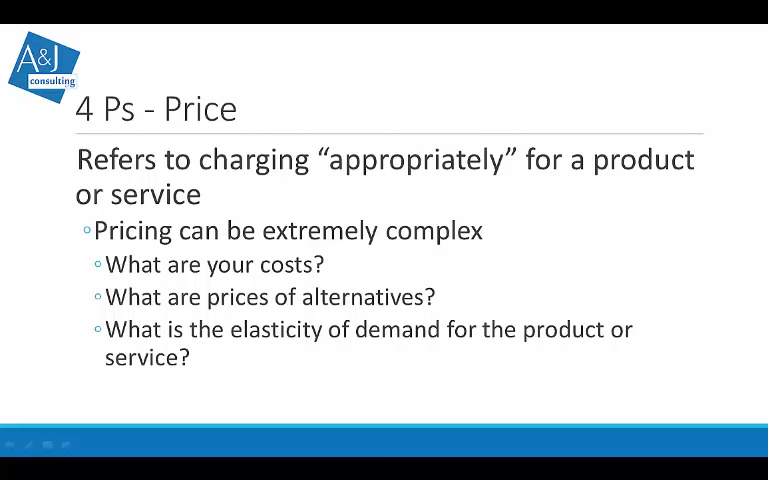 A&J
consulting
4 Ps - Price
Refers to charging “appropriately” for a product
or service
Pricing can be extremely complex
What are your costs?
What are prices of alternatives?
What is the elasticity of demand for the product or
service?